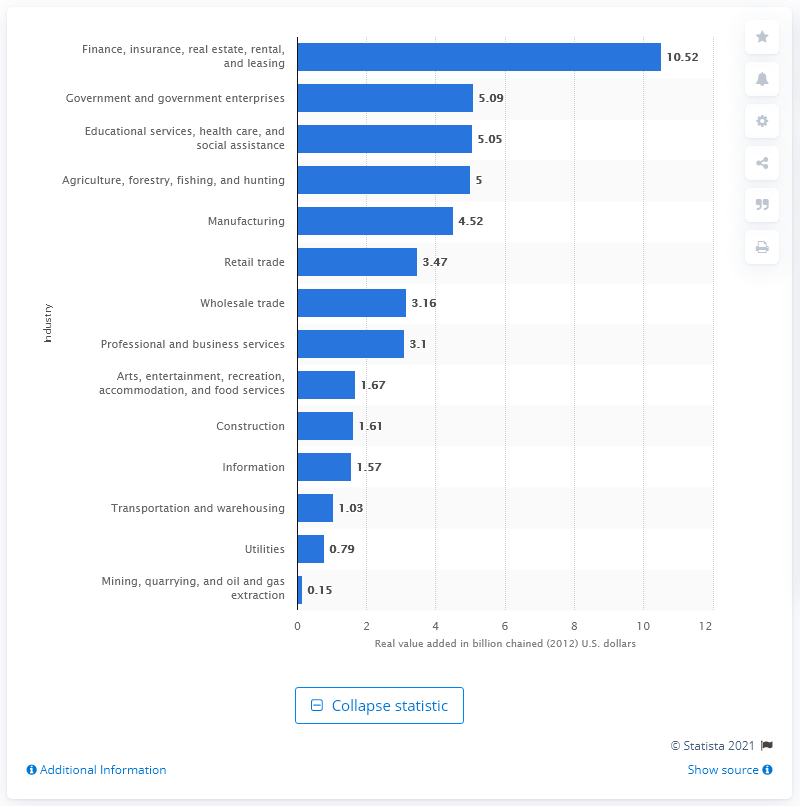 Finance, insurance, real estate, rental,
and leasing
10.52
Government and government enterprises
5.09
Educational services, health care, and
social assistance
5.05
Agriculture, forestry, fishing, and hunting
5
Manufacturing
4.52
Retail trade
3.47
Wholesale trade
3.16
Professional and business services
3.1
Arts, entertainment, recreation,
accommodation, and food services
1.67
Construction
1.61
Information
1.57
Transportation and warehousing
1.03
Utilities
0.79
Mining, quarrying, and oil and gas
extraction
0.15
Industry
0 2 4 6 8 10 12
Real value added in billion chained (2012) U.S. dollars
Collapse statistic
© Statista 2021
Additional Information
Show source